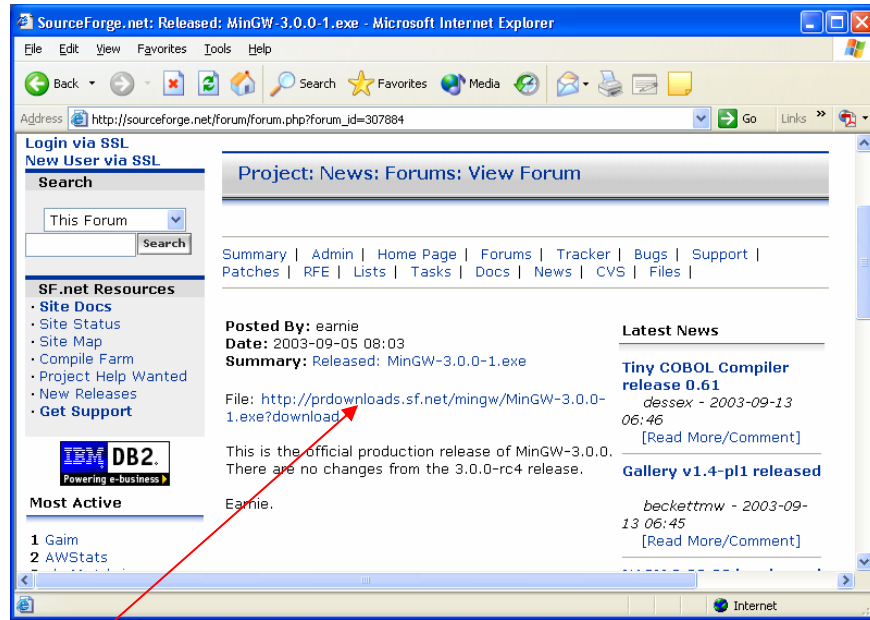 SourceForge.net: Released: MinGW-3.0.0-1.exe - Microsoft Internet Explorer
File Edit View Favorites Tools Help
Back Search Favorites Media
Address http://sourceforge.net/forum/forum.php?forum_id=307884 Go Links »
Login via SSL
New User via SSL
Search
This Forum
Search
SF.net Resources
· Site Docs
· Site Status
· Site Map
· Compile Farm
· Project Help Wanted
· New Releases
· Get Support
IBM DB2.
Powering e-business
Most Active
1 Gaim
2 AWStats
Project: News: Forums: View Forum
Summary | Admin | Home Page | Forums | Tracker | Bugs | Support |
Patches | RFE | Lists | Tasks | Docs | News | CVS | Files |
Posted By: earnie
Date: 2003-09-05 08:03
Summary: Released: MinGW-3.0.0-1.exe
File: http://prdownloads.sf.net/mingw/MinGW-3.0.0-
1.exe?download
This is the official production release of MinGW-3.0.0.
There are no changes from the 3.0.0-rc4 release.
Earnie.
Latest News
Tiny COBOL Compiler
release 0.61
dessex - 2003-09-13
06:46
[Read More/Comment]
Gallery v1.4-pl1 released
beckettmw - 2003-09-
13 06:45
[Read More/Comment]
Internet